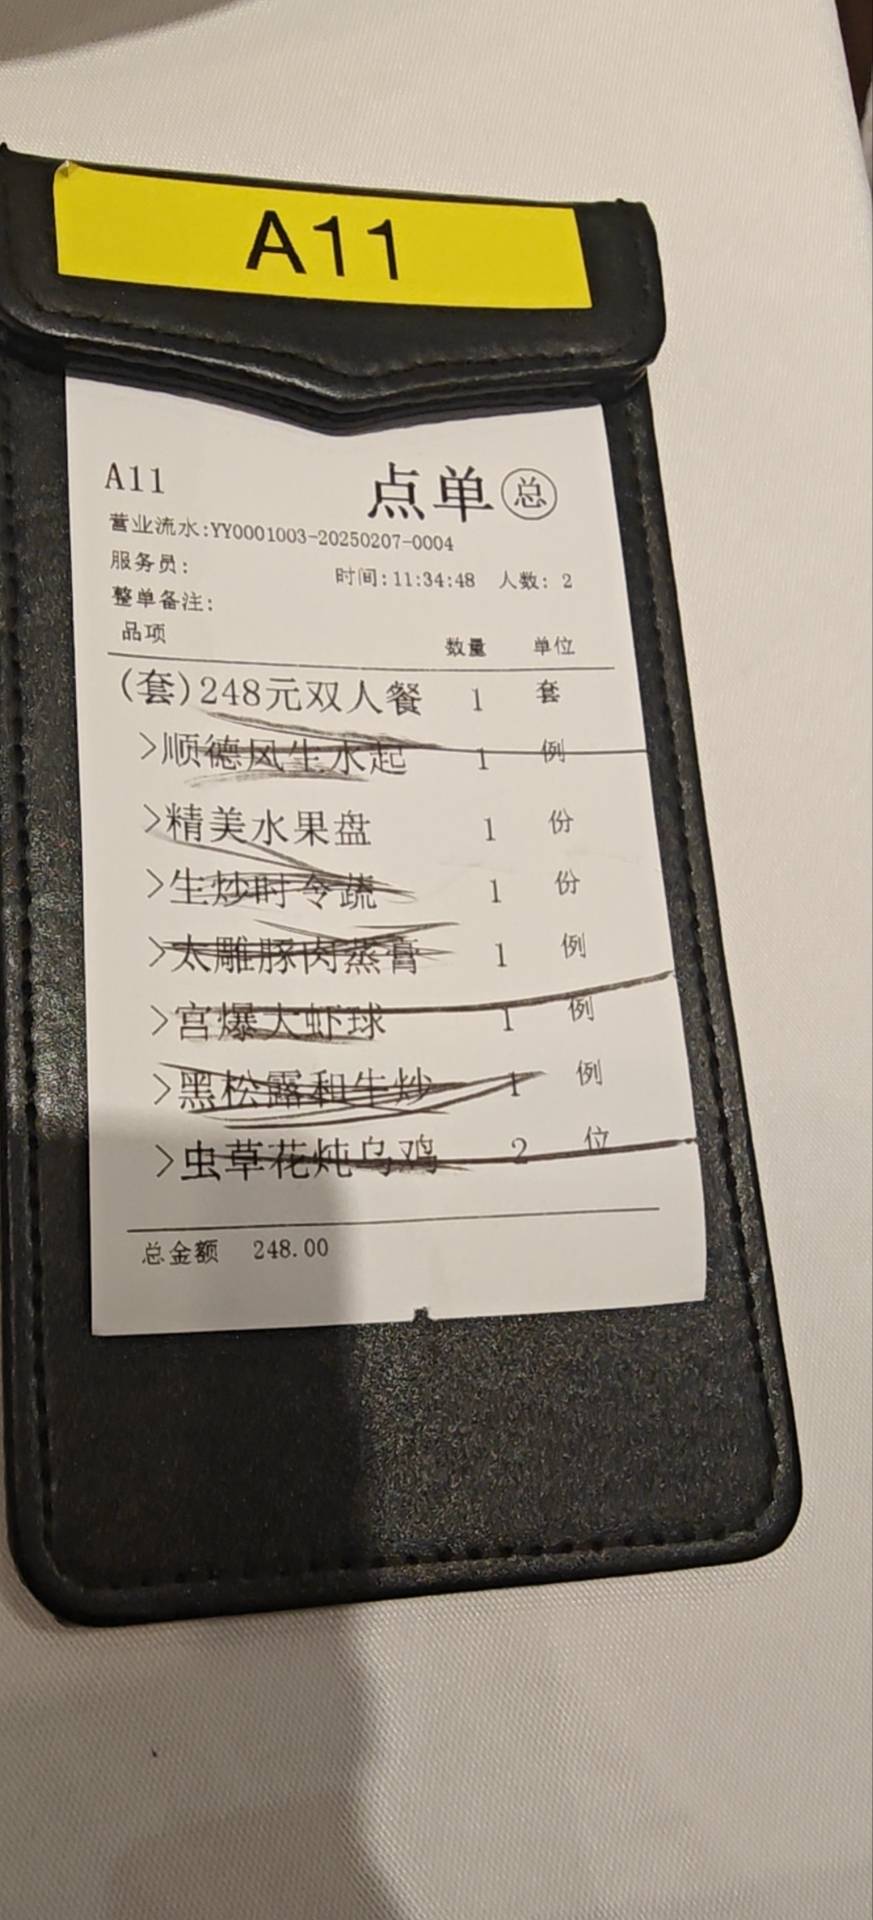 A11
A11 点单 总
营业流水:YY0001003-20250207-0004
服务员: 时间:11:34:48 人数: 2
整单备注:
品项 数量 单位
(套)248元双人餐 1 套
>顺德风生水起 1 例
>精美水果盘 1 份
>生炒时令蔬 1 份
>太雕豚肉蒸膏 1 例
>宫爆大虾球 1 例
>黑松露和牛炒 1 例
>虫草花炖乌鸡 2 位
总金额 248.00